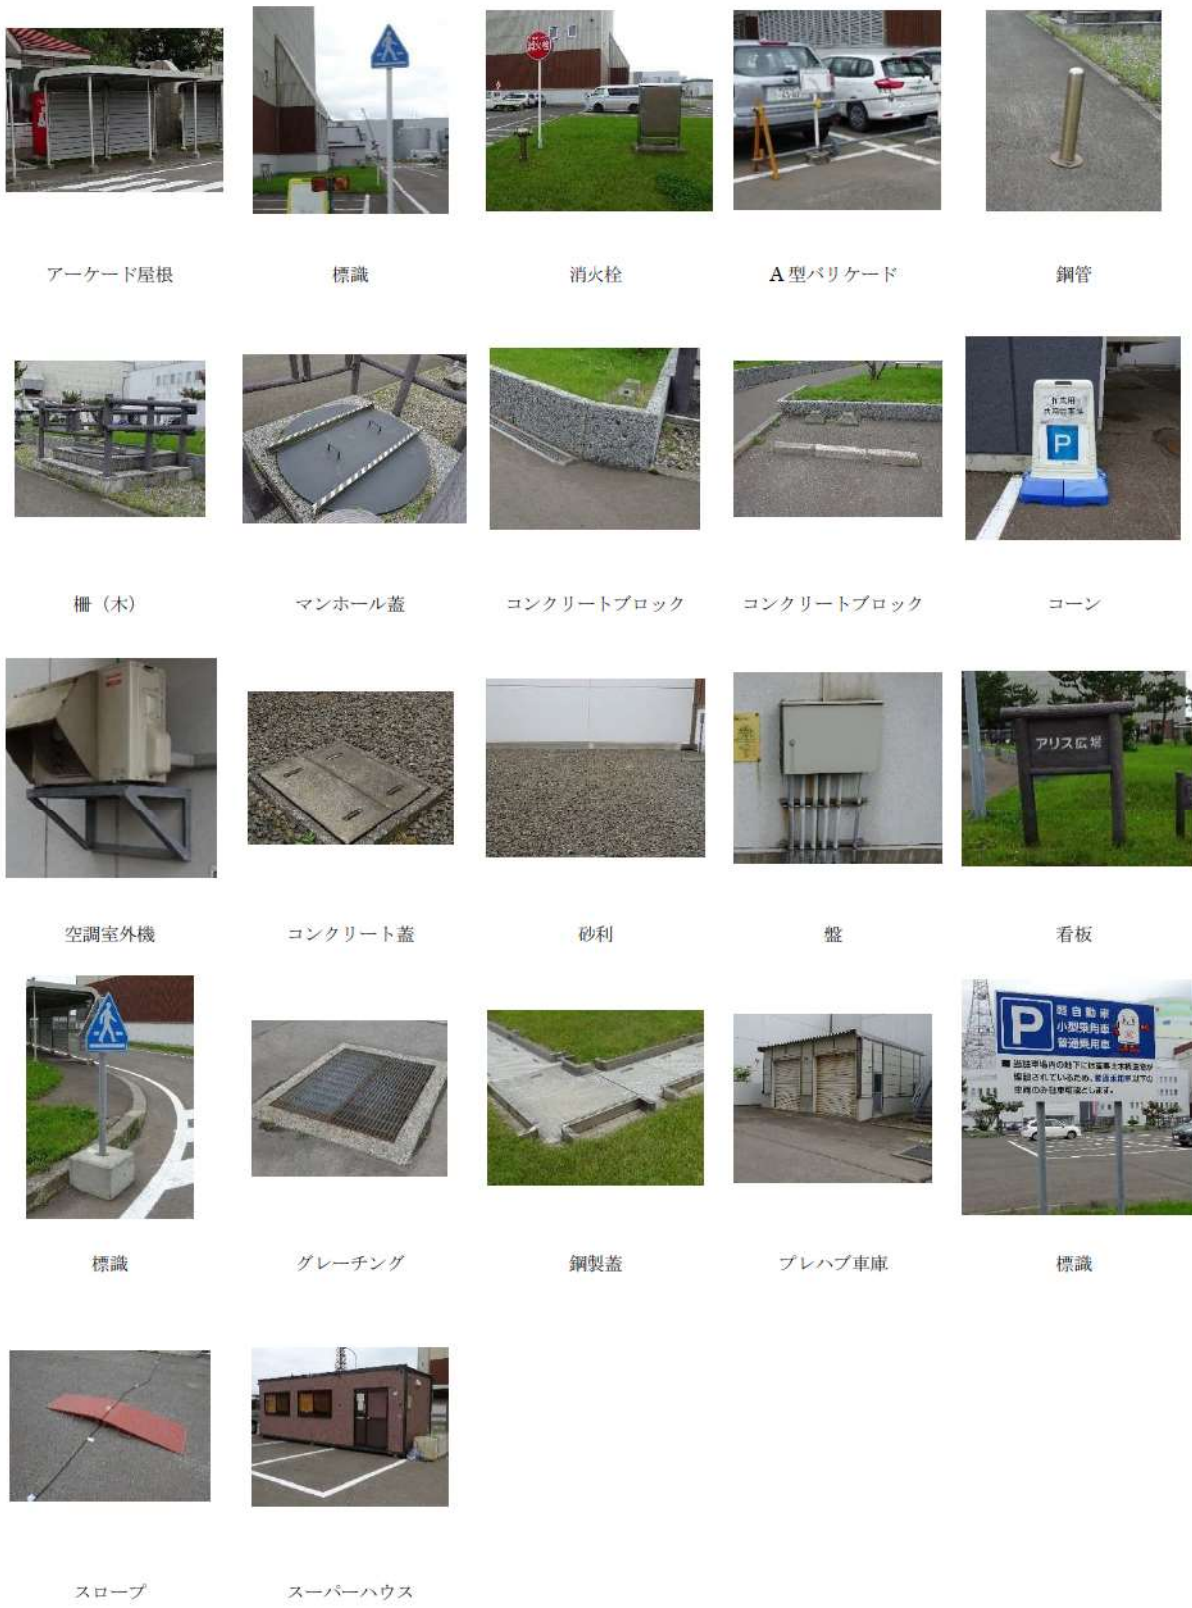 消火栓
アーケード屋根
標識
消火栓
A 型バリケード
鋼管
P
柵（木）
マンホール蓋
コンクリートブロック
コンクリートブロック
コーン
アリス広場
空調室外機
コンクリート蓋
砂利
盤
看板
P
軽自動車
小型乗用車
普通乗用車
標識
グレーチング
鋼製蓋
プレハブ車庫
標識
スロープ
スーパーハウス